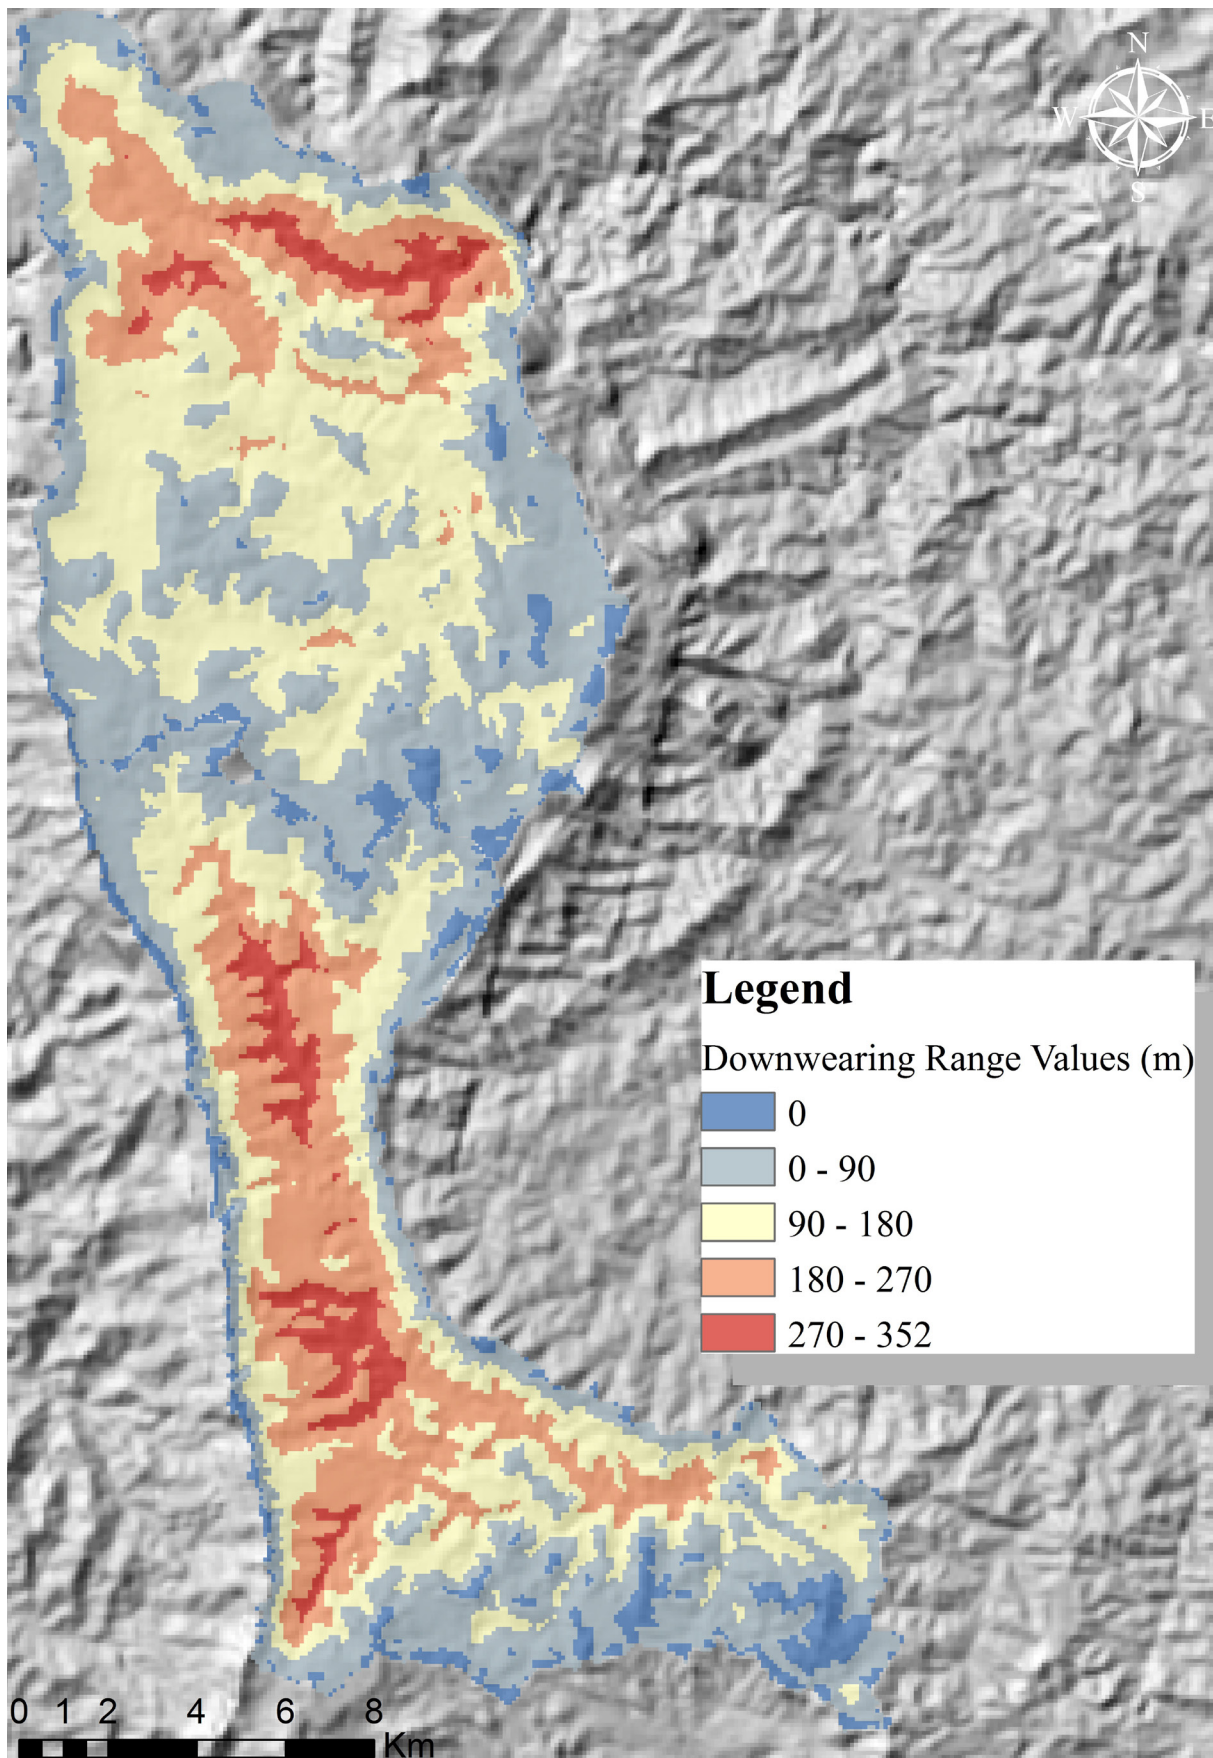 N
W E
S
Legend
Downwearing Range Values (m)
0
0 - 90
90 - 180
180 - 270
270 - 352
0 1 2 4 6 8
Km